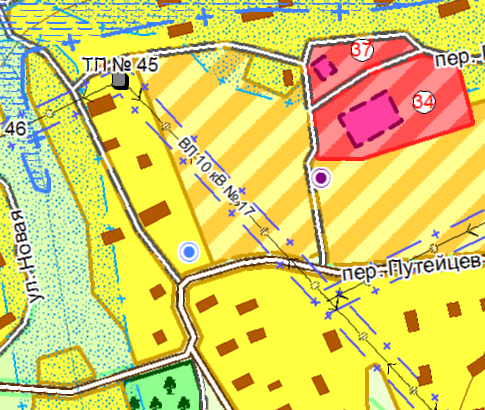 37
пер.
ТП № 45
34
46
ВЛ-10 кВ №17
ул. Новая
пер. Путейцев